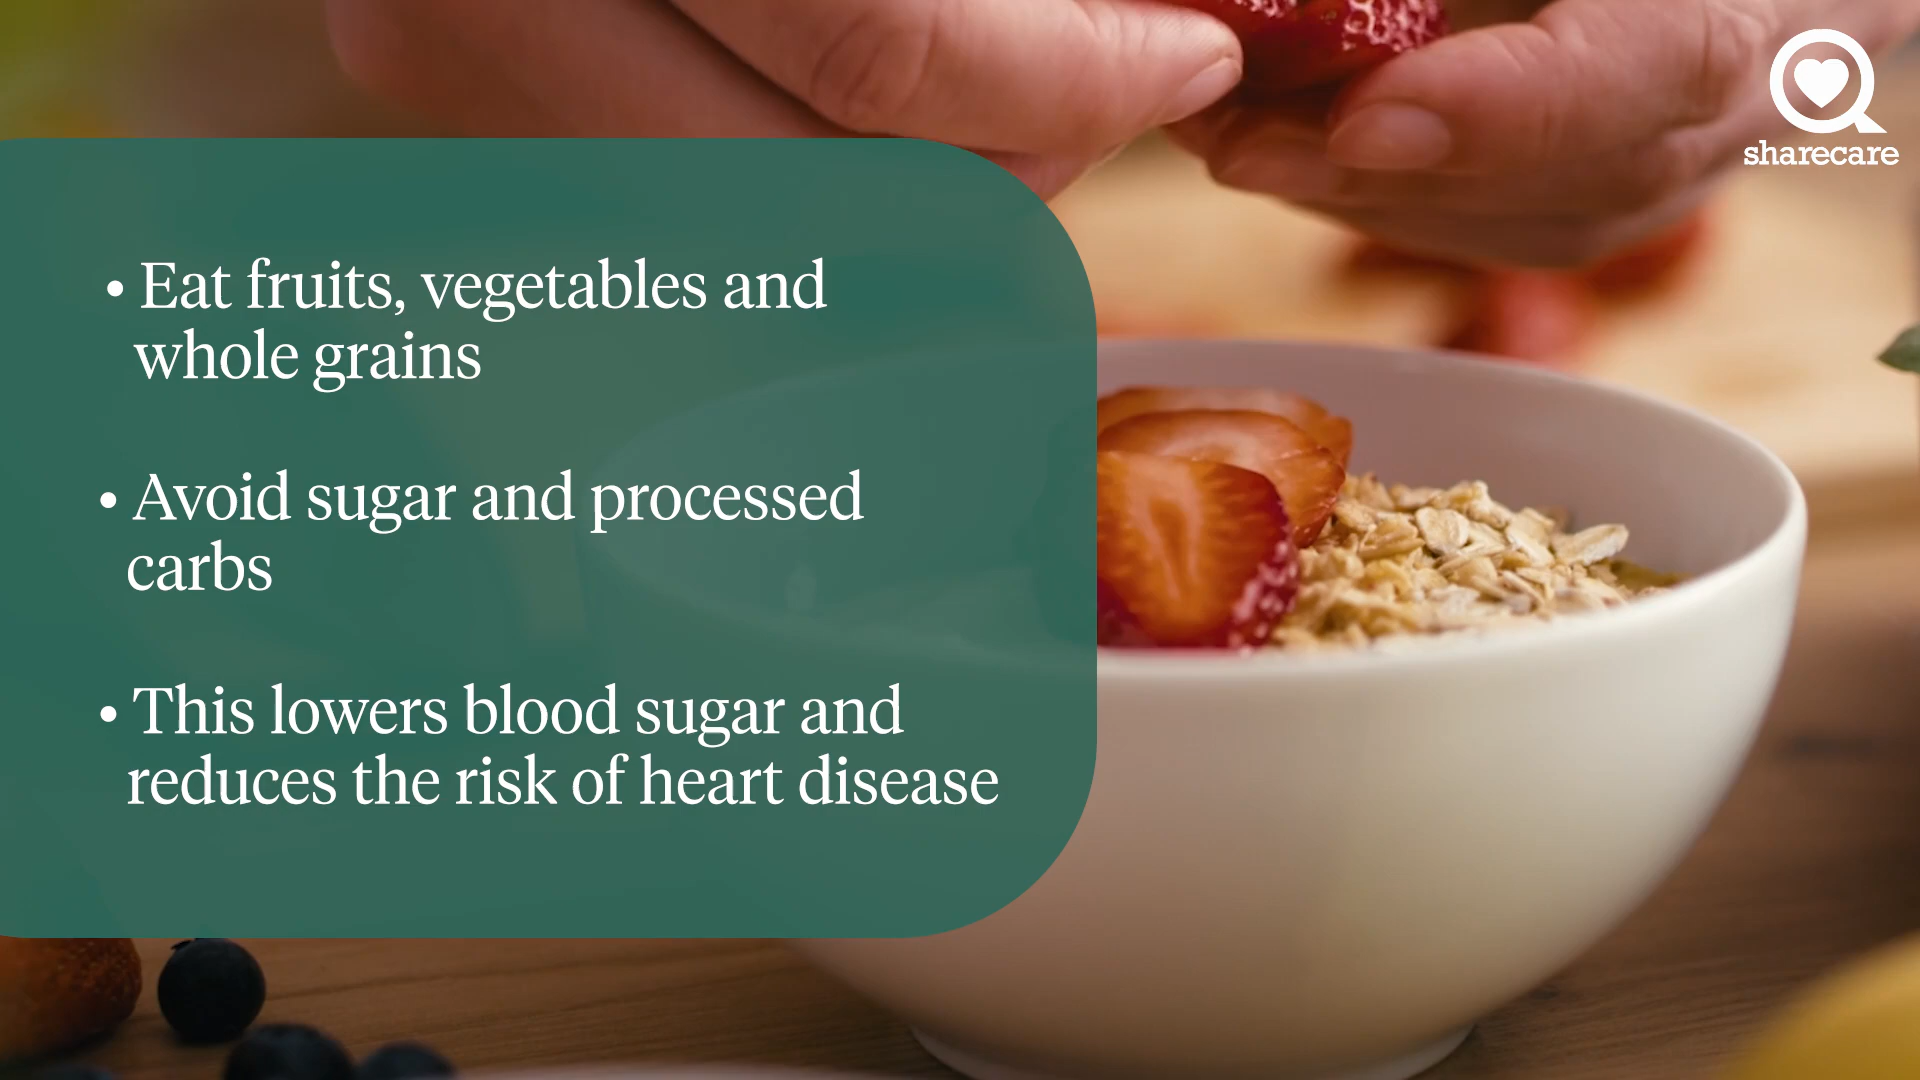 sharecare
• Eat fruits, vegetables and
whole grains
• Avoid sugar and processed
carbs
• This lowers blood sugar and
reduces the risk of heart disease